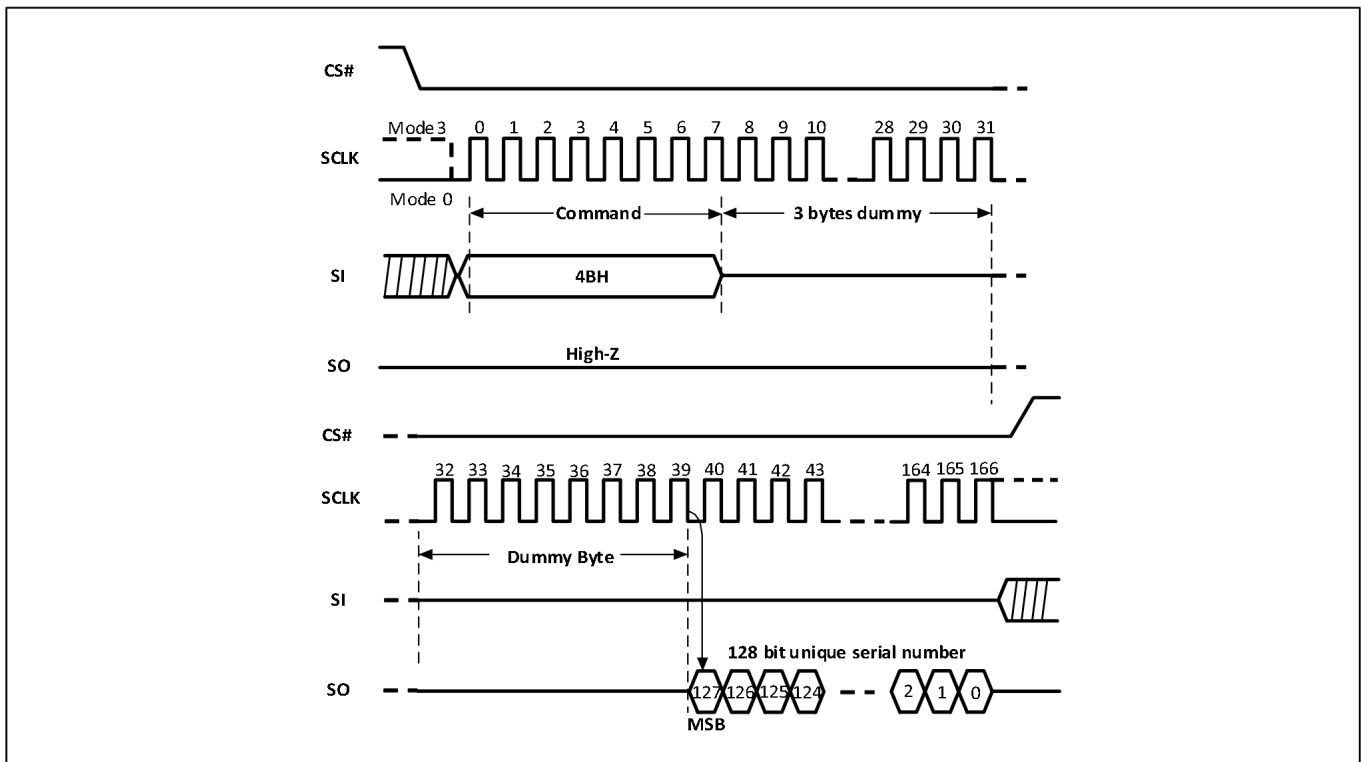 CS#
Mode 3 0 1 2 3 4 5 6 7 8 9 10 28 29 30 31
SCLK
Mode 0
Command 3 bytes dummy
SI 4BH
High-Z
SO
CS#
32 33 34 35 36 37 38 39 40 41 42 43 164 165 166
SCLK
Dummy Byte
SI
128 bit unique serial number
SO 127 126 125 124 2 1 0
MSB